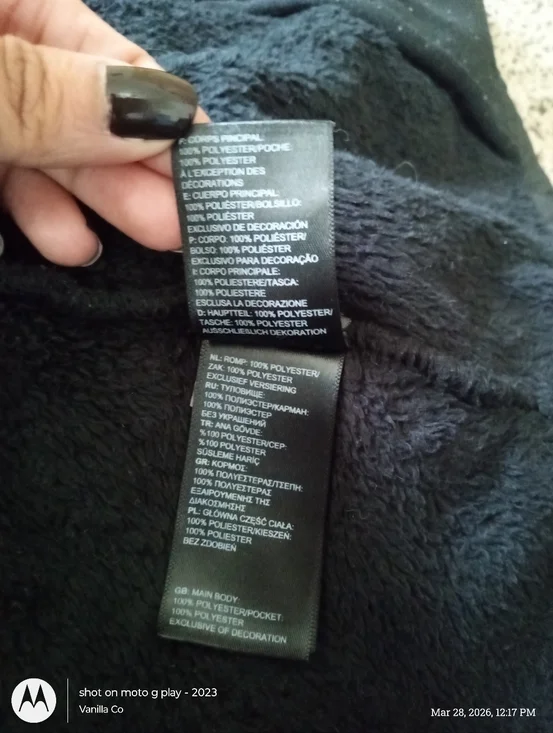 F: CORPS PINCIPAL:
100% POLYESTER/POCHE:
100% POLYESTER
À L'EXCEPTION DES
DÉCORATIONS
E: CUERPO PRINCIPAL:
100% POLIÉSTER/BOLSILLO:
100% POLIÉSTER
EXCLUSIVO DE DECORACIÓN
P: CORPO: 100% POLIÉSTER/
BOLSO: 100% POLIÉSTER
EXCLUSIVO PARA DECORAÇÃO
I: CORPO PRINCIPALE:
100% POLIESTERE/TASCA:
100% POLIESTERE
ESCLUSA LA DECORAZIONE
D: HAUPTTEIL: 100% POLYESTER/
TASCHE: 100% POLYESTER
AUSSCHLIESLICH DEKORATION
NL: ROMP: 100% POLYESTER/
ZAK: 100% POLYESTER
EXCLUSIEF VERSIERING
RU: ТУЛОВИЩЕ:
100% ПОЛИЭСТЕР/КАРМАН:
100% ПОЛИЭСТЕР
БЕЗ УКРАШЕНИЙ
TR: ANA GÖVDE:
%100 POLYESTER/CEP:
%100 POLYESTER
SÜSLEME HARİÇ
GR: ΚΟΡΜΟΣ:
100% ΠΟΛΥΕΣΤΕΡΑΣ/ΤΣΕΠΗ:
100% ΠΟΛΥΕΣΤΕΡΑΣ
ΕΞΑΙΡΟΥΜΕΝΗΣ ΤΗΣ
ΔΙΑΚΟΣΜΗΣΗΣ
PL: GŁÓWNA CZĘŚĆ CIAŁA:
100% POLIESTER/KIESZEŃ:
100% POLIESTER
BEZ ZDOBIEŃ
GB: MAIN BODY:
100% POLYESTER/POCKET:
100% POLYESTER
EXCLUSIVE OF DECORATION
shot on moto g play - 2023
Vanilla Co
Mar 28, 2026, 12:17 PM